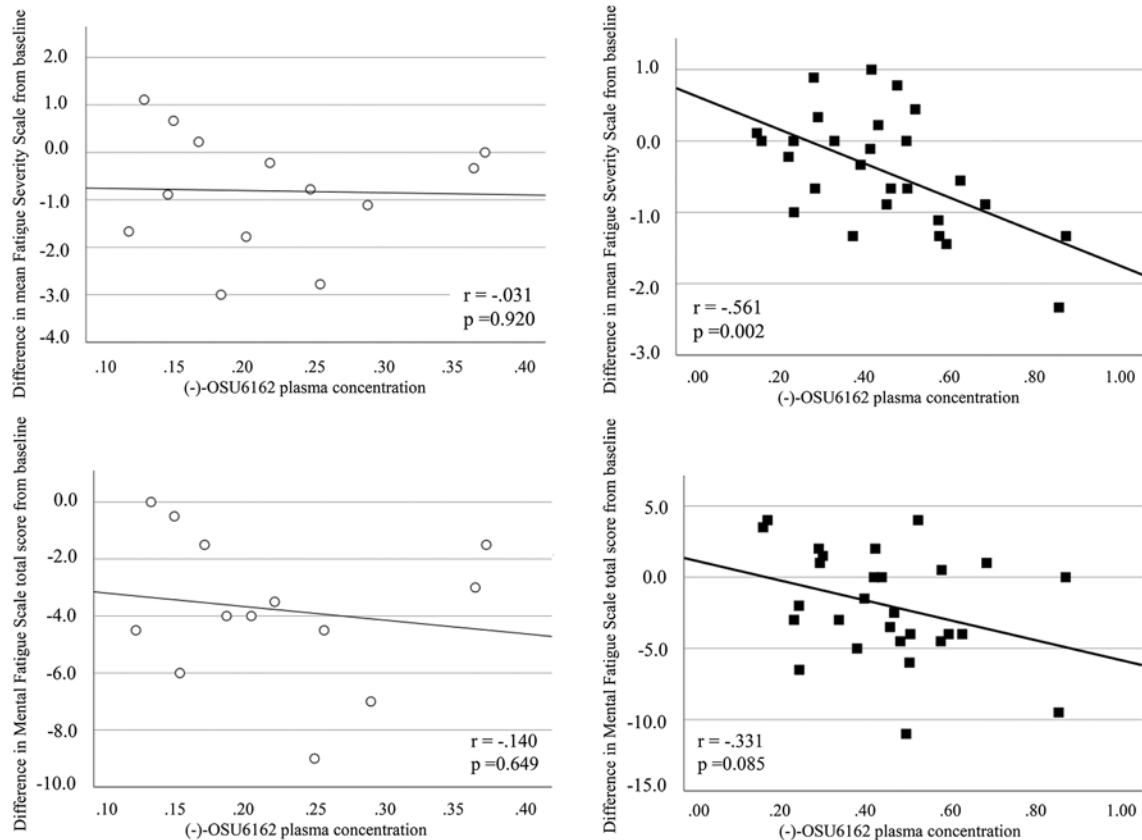 Difference in mean Fatigue Severity Scale from baseline
2.0
1.0
0.0
-1.0
-2.0
-3.0
-4.0
r = -.031
p =0.920
.10 .15 .20 .25 .30 .35 .40
(-)-OSU6162 plasma concentration
Difference in mean Fatigue Severity Scale from baseline
1.0
0.0
-1.0
-2.0
-3.0
r = -.561
p =0.002
.00 .20 .40 .60 .80 1.00
(-)-OSU6162 plasma concentration
Difference in Mental Fatigue Scale total score from baseline
0.0
-2.0
-4.0
-6.0
-8.0
-10.0
r = -.140
p =0.649
.10 .15 .20 .25 .30 .35 .40
(-)-OSU6162 plasma concentration
Difference in Mental Fatigue Scale total score from baseline
5.0
0.0
-5.0
-10.0
-15.0
r = -.331
p =0.085
.00 .20 .40 .60 .80 1.00
(-)-OSU6162 plasma concentration